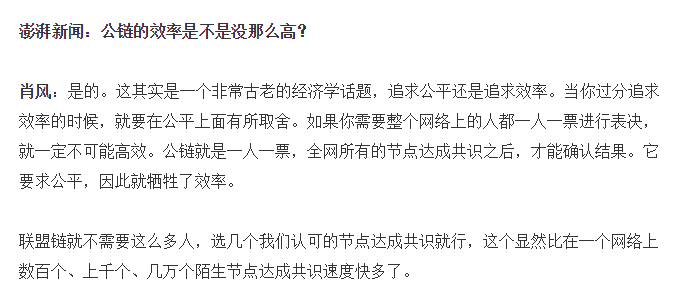 澎湃新闻：公链的效率是不是没那么高？
肖风：是的。这其实是一个非常古老的经济学话题，追求公平还是追求效率。当你过分追求
效率的时候，就要在公平上面有所取舍。如果你需要整个网络上的人都一人一票进行表决，
就一定不可能高效。公链就是一人一票，全网所有的节点达成共识之后，才能确认结果。它
要求公平，因此就牺牲了效率。
联盟链就不需要这么多人，选几个我们认可的节点达成共识就行，这个显然比在一个网络上
数百个、上千个、几万个陌生节点达成共识速度快多了。